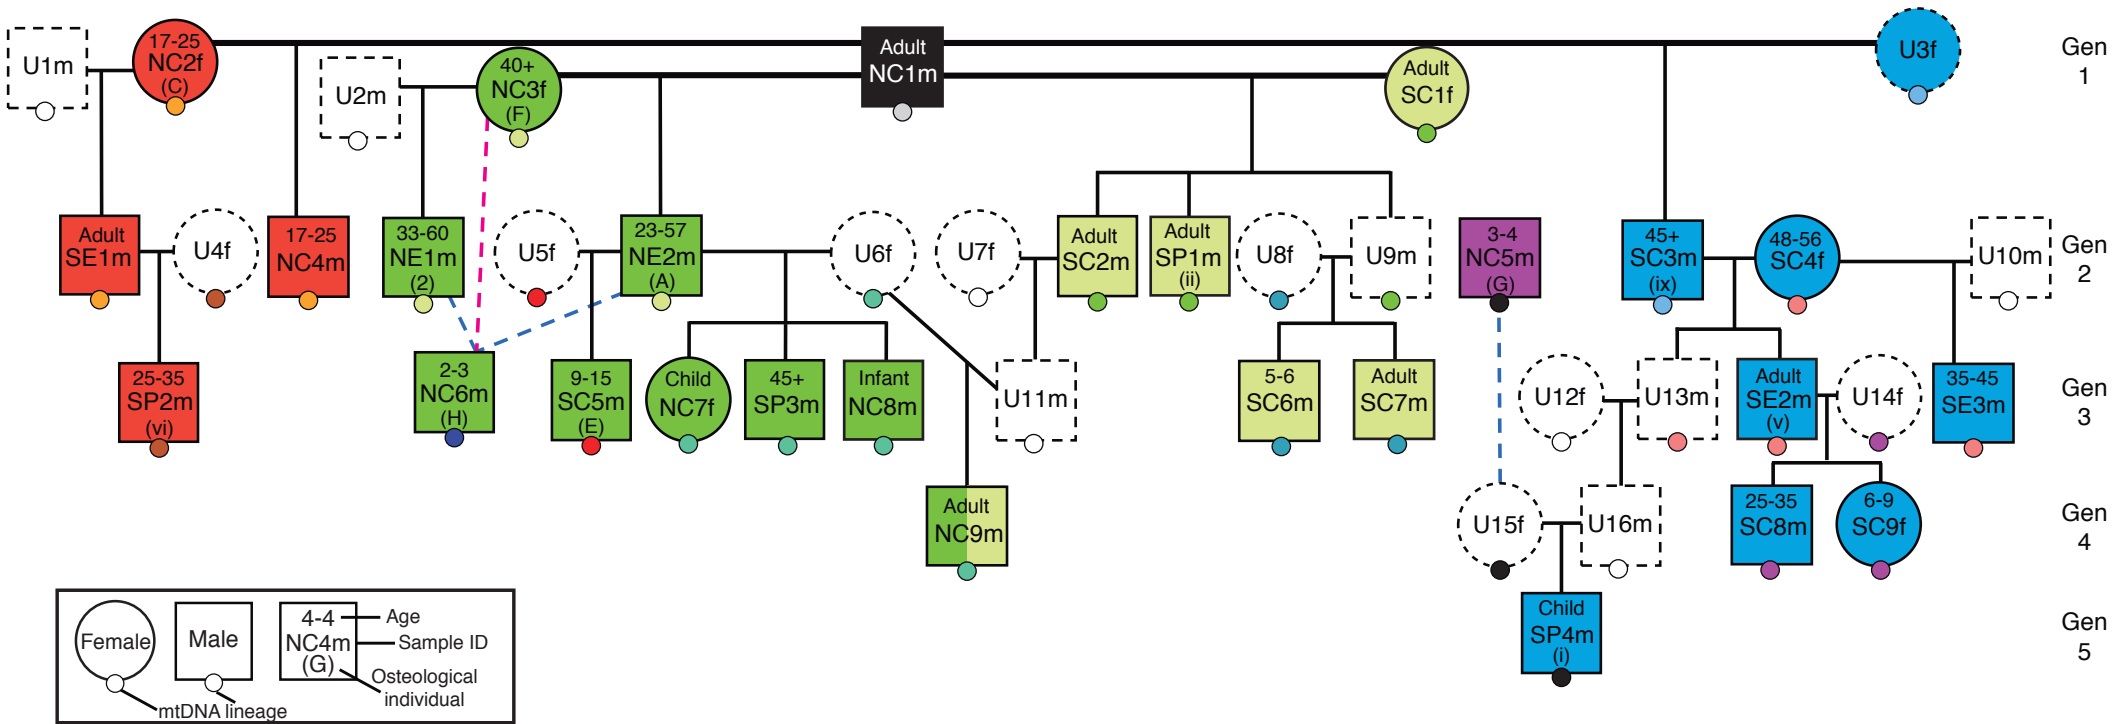 U1m
17-25
NC2f
(C)
U2m
40+
NC3f
(F)
Adult
NC1m
Adult
SC1f
U3f
Gen
1
Adult
SE1m
U4f
17-25
NC4m
33-60
NE1m
(2)
U5f
23-57
NE2m
(A)
U6f
U7f
Adult
SC2m
Adult
SP1m
(ii)
U8f
U9m
3-4
NC5m
(G)
45+
SC3m
(ix)
48-56
SC4f
U10m
Gen
2
25-35
SP2m
(vi)
2-3
NC6m
(H)
9-15
SC5m
(E)
Child
NC7f
45+
SP3m
Infant
NC8m
U11m
5-6
SC6m
Adult
SC7m
U12f
U13m
Adult
SE2m
(v)
U14f
35-45
SE3m
Gen
3
Adult
NC9m
U15f
U16m
25-35
SC8m
6-9
SC9f
Gen
4
Child
SP4m
(i)
Gen
5
Female
Male
4-4
NC4m
(G)
Age
Sample ID
Osteological
individual
mtDNA lineage